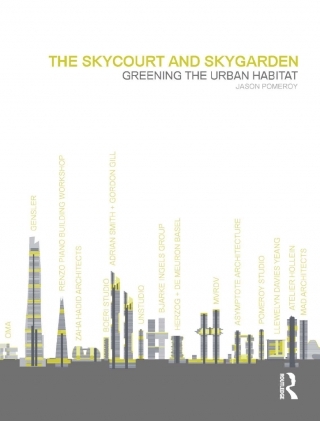 THE SKYCOURT AND SKYGARDEN
GREENING THE URBAN HABITAT
JASON POMEROY
OMA
GENSLER
RENZO PIANO BUILDING WORKSHOP
ZAHA HADID ARCHITECTS
BOERI STUDIO
ADRIAN SMITH + GORDON GILL
UNSTUDIO
BJARKE INGELS GROUP
HERZOG + DE MEURON BASEL
MVRDV
ASYMPTOTE ARCHITECTURE
POMEROY STUDIO
LLEWELYN DAVIES YEANG
ATELIER HOLLEIN
MAD ARCHITECTS
R
ROUTLEDGE